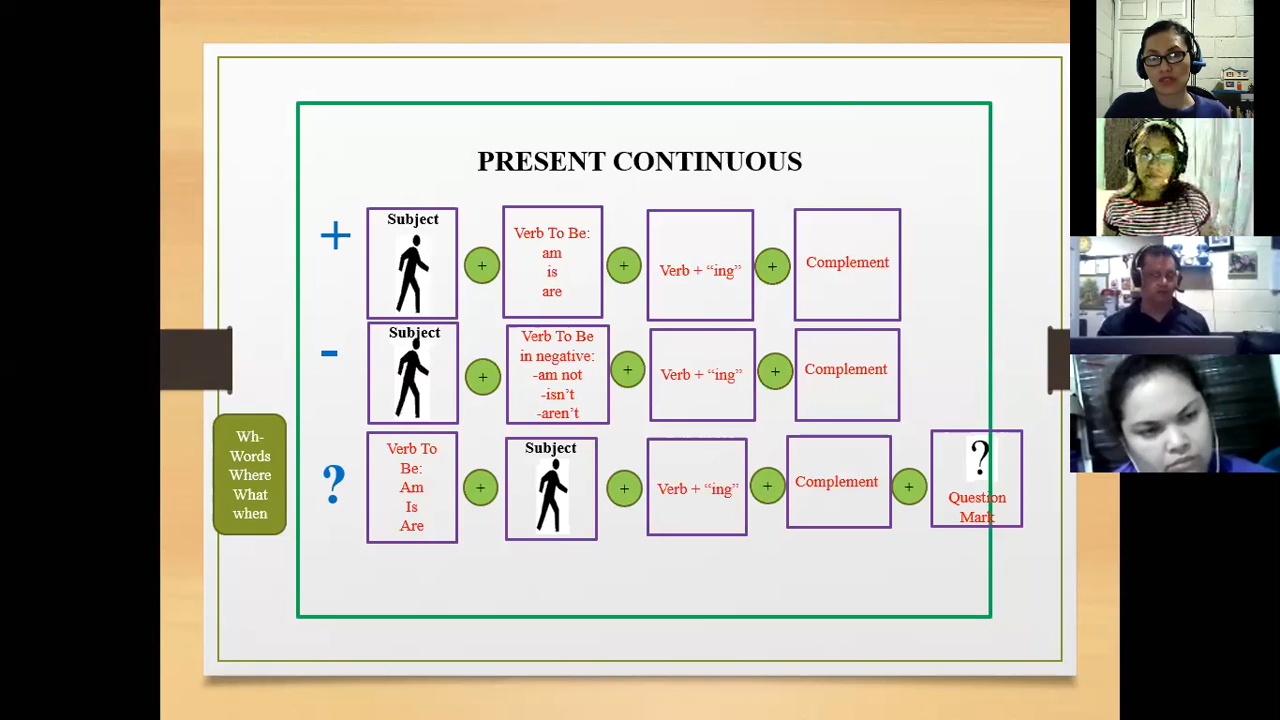 PRESENT CONTINUOUS
+
Subject
+
Verb To Be:
am
is
are
+
Verb + “ing”
+
Complement
-
Subject
+
Verb To Be
in negative:
-am not
-isn’t
-aren’t
+
Verb + “ing”
+
Complement
Wh-
Words
Where
What
when
?
Verb To
Be:
Am
Is
Are
+
Subject
+
Verb + “ing”
+
Complement
+
?
Question
Mark